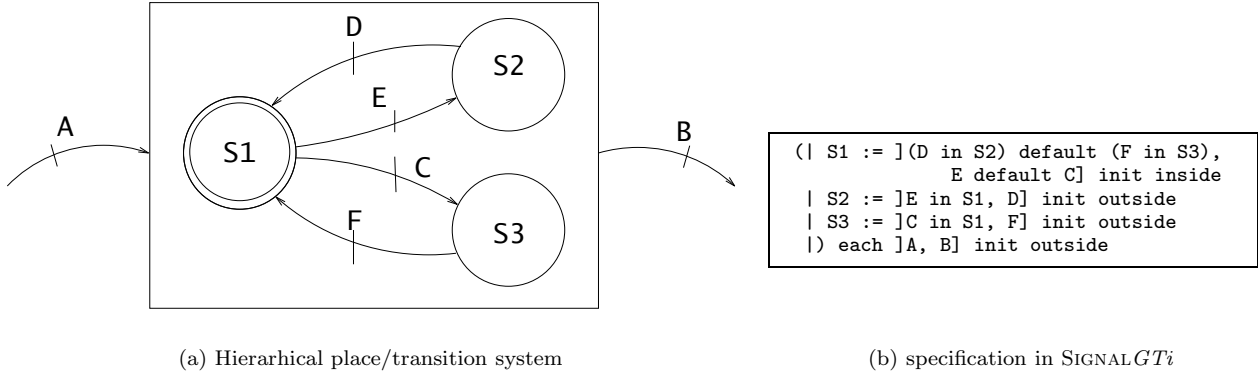 D
S2
E
A
B
S1
C
F
S3
(| S1 := ](D in S2) default (F in S3),
E default C] init inside
| S2 := ]E in S1, D] init outside
| S3 := ]C in S1, F] init outside
|) each ]A, B] init outside
(a) Hierarhical place/transition system
(b) specification in SIGNALGTi